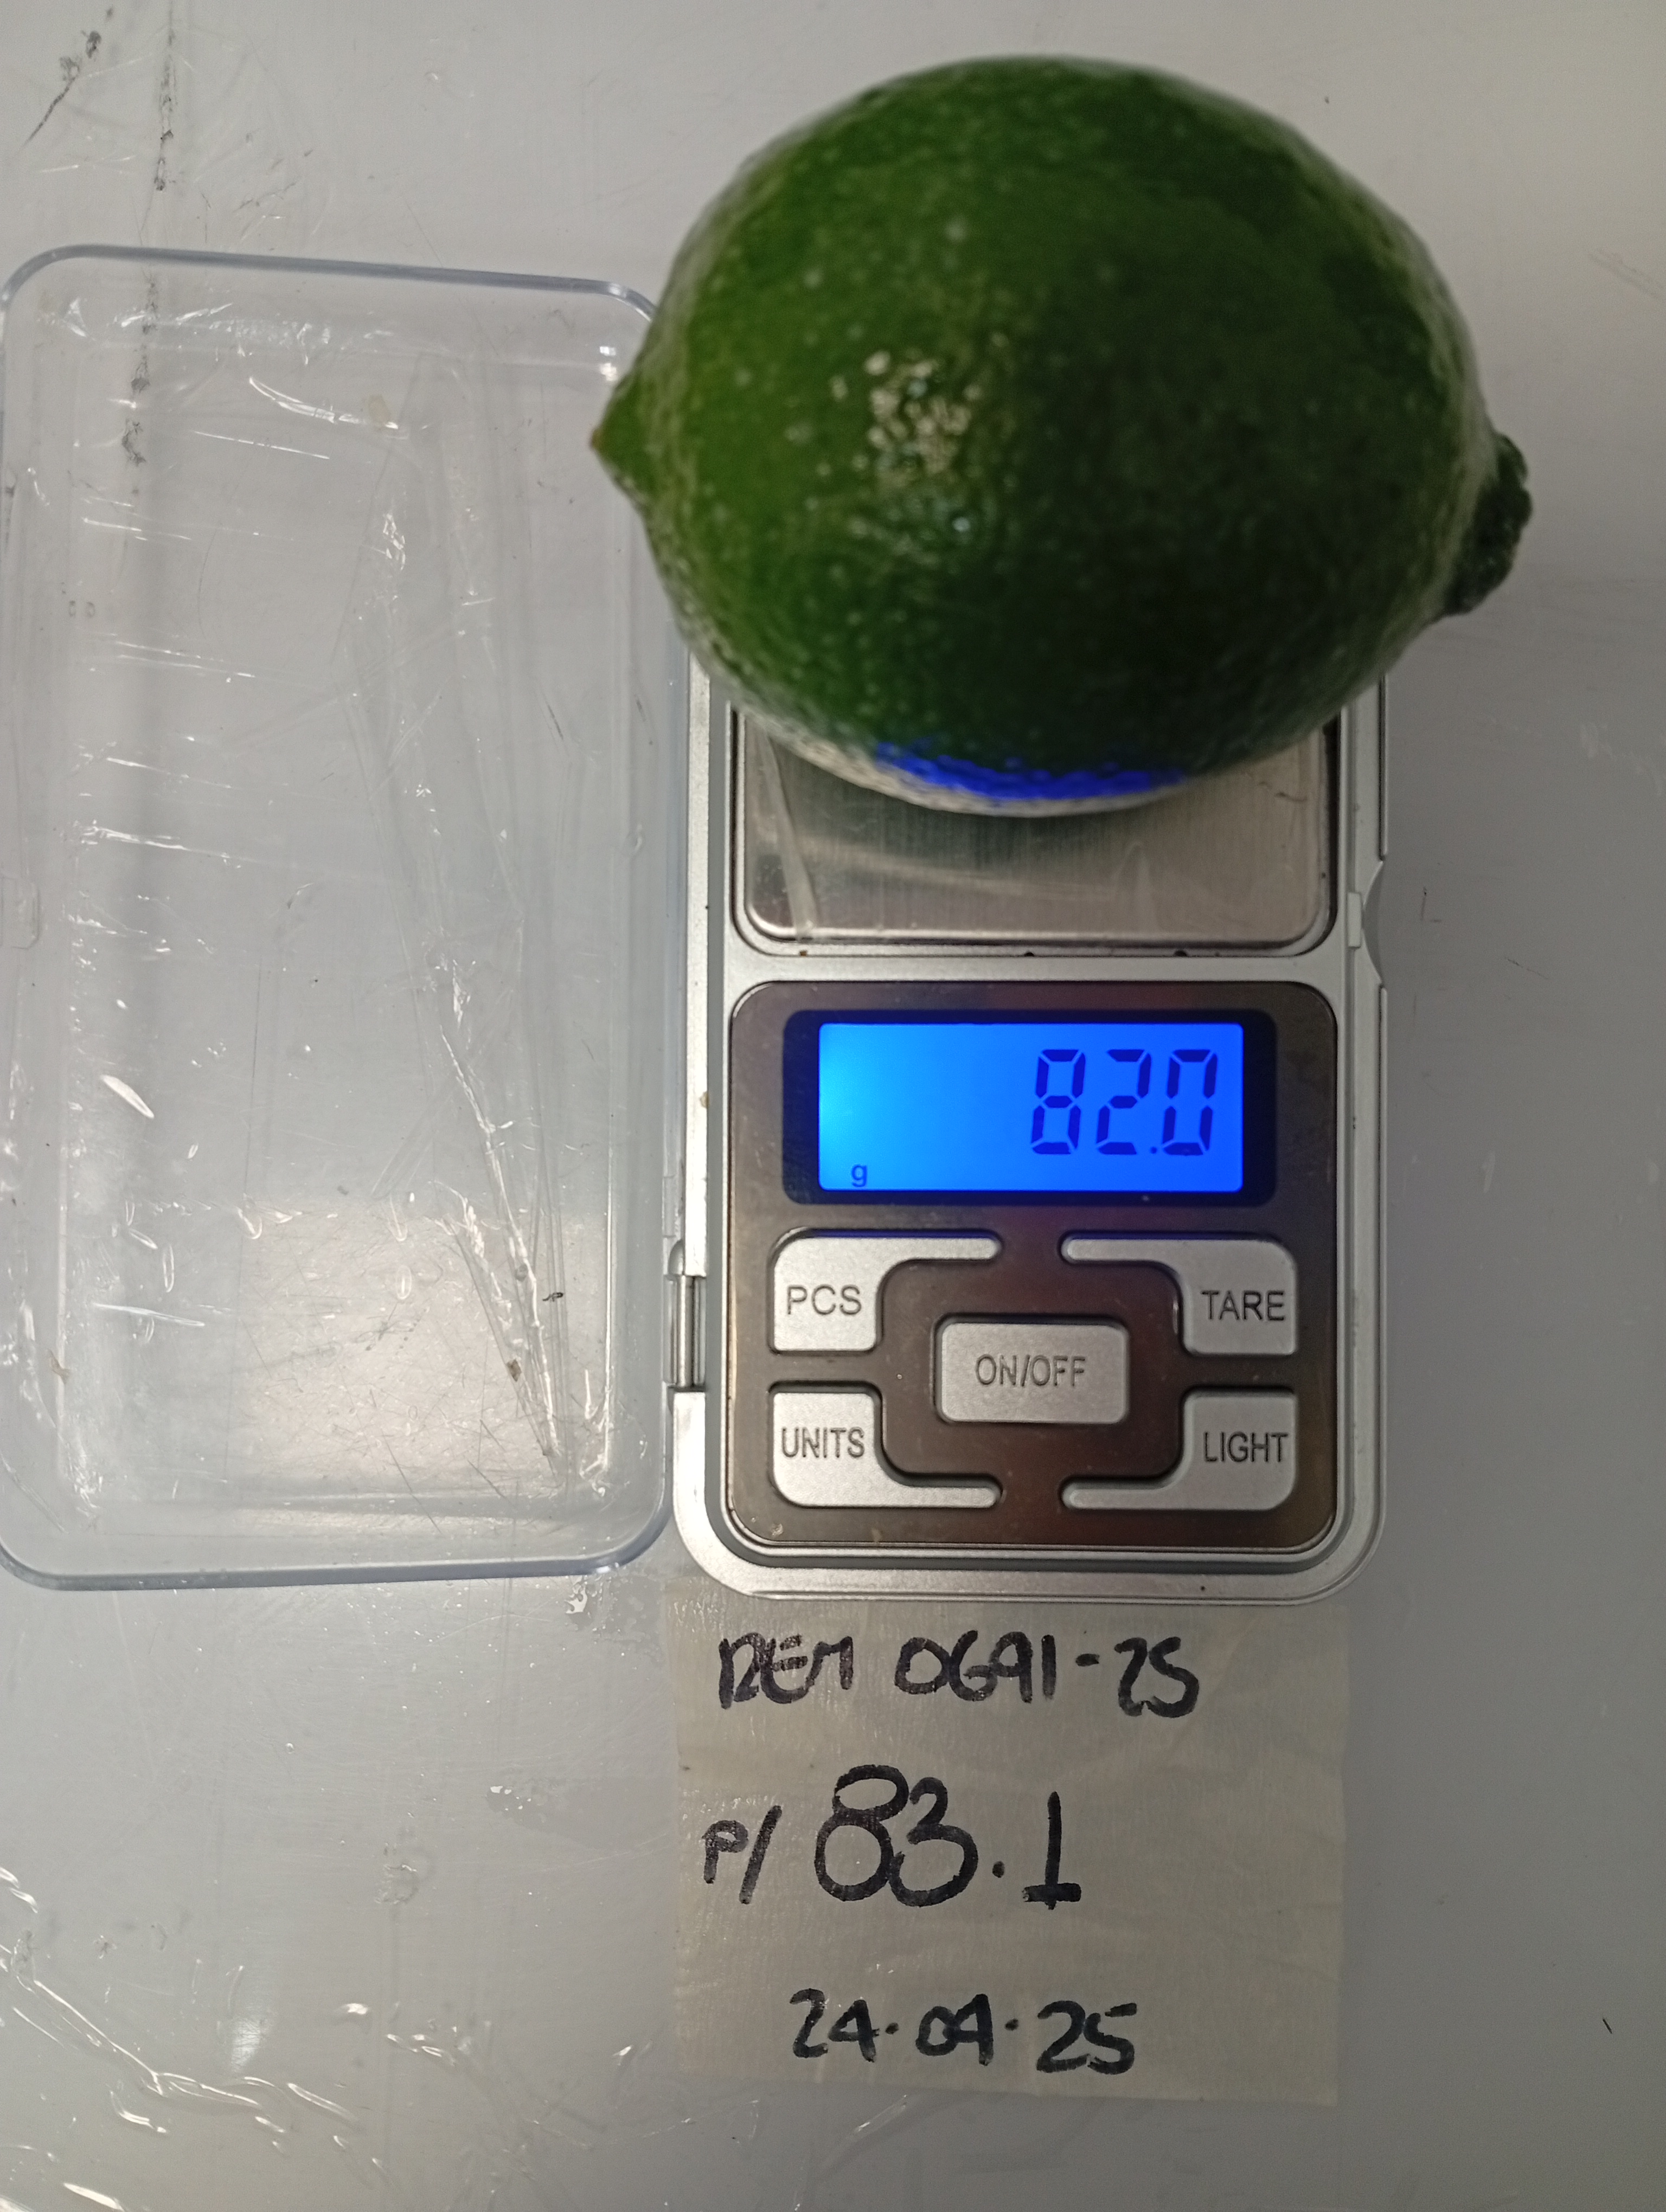 82.0
g
PCS
TARE
ON/OFF
UNITS
LIGHT
REM 0691-25
P/ 83.1
24.04.25